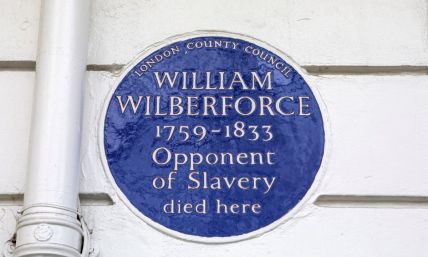 LONDON COUNTY COUNCIL
WILLIAM
WILBERFORCE
1759-1833
Opponent
of Slavery
died here